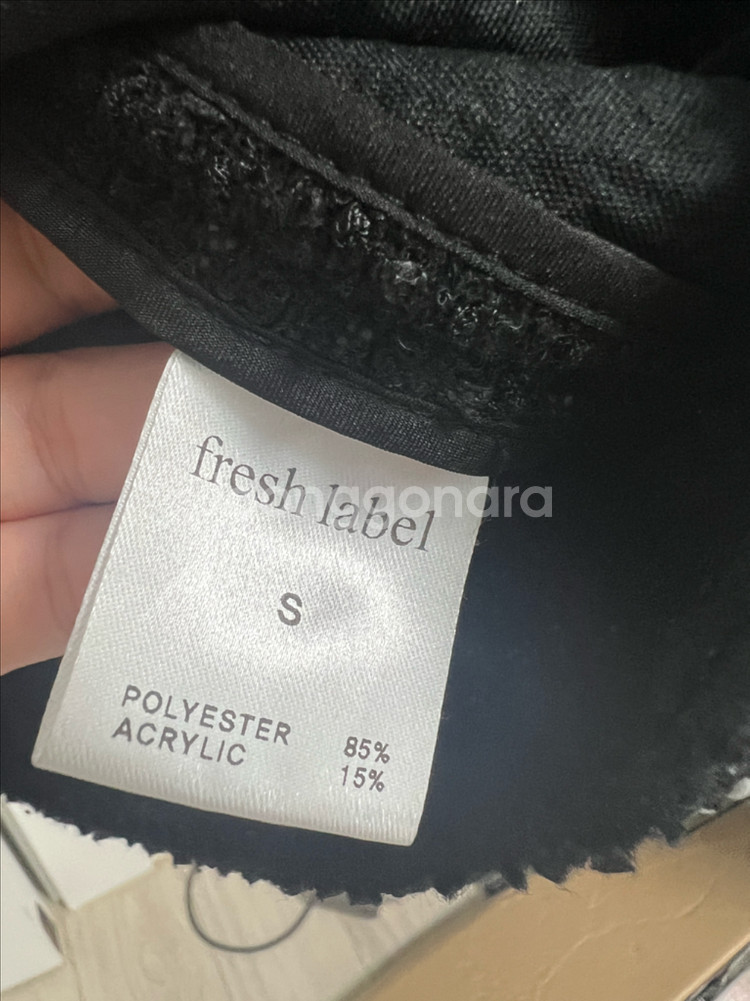 fresh label
S
POLYESTER 85%
ACRYLIC 15%